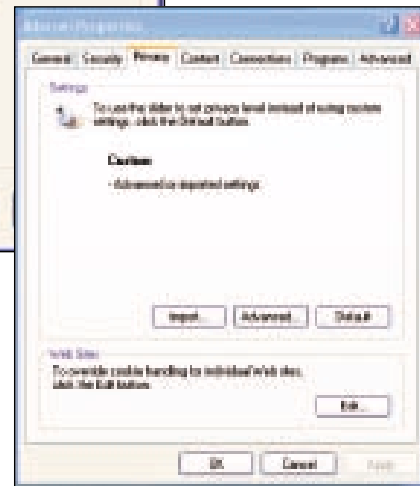 Internet Properties
General Security Privacy Content Connections Programs Advanced
Settings
To use the slider to set privacy level instead of using custom
settings, click the Default button.
Custom
- Advanced or imported settings
Import... Advanced... Default
Web Sites
To override cookie handling for individual Web sites,
click the Edit button.
Edit...
OK Cancel Apply